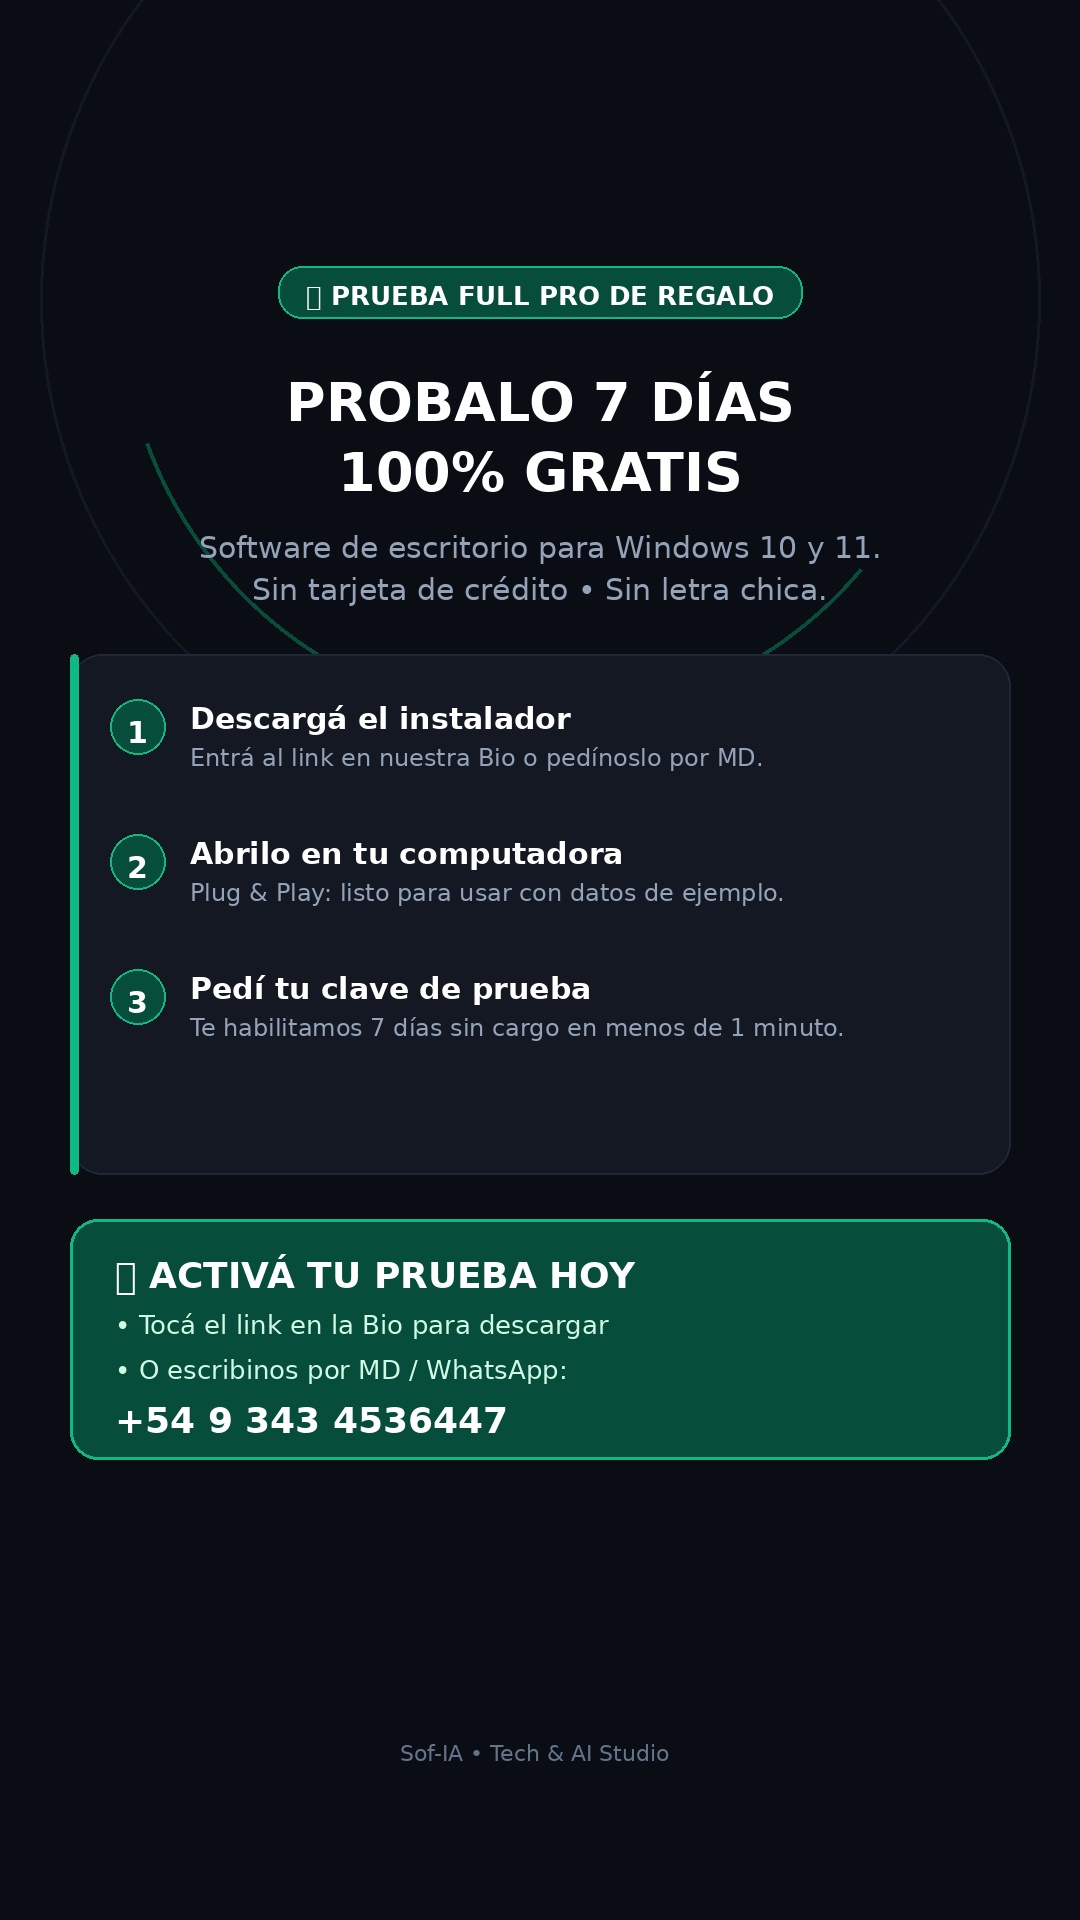 PRUEBA FULL PRO DE REGALO
PROBALO 7 DÍAS
100% GRATIS
Software de escritorio para Windows 10 y 11.
Sin tarjeta de crédito • Sin letra chica.
1
Descargá el instalador
Entrá al link en nuestra Bio o pedínoslo por MD.
2
Abrilo en tu computadora
Plug & Play: listo para usar con datos de ejemplo.
3
Pedí tu clave de prueba
Te habilitamos 7 días sin cargo en menos de 1 minuto.
ACTIVÁ TU PRUEBA HOY
• Tocá el link en la Bio para descargar
• O escribinos por MD / WhatsApp:
+54 9 343 4536447
Sof-IA • Tech & AI Studio